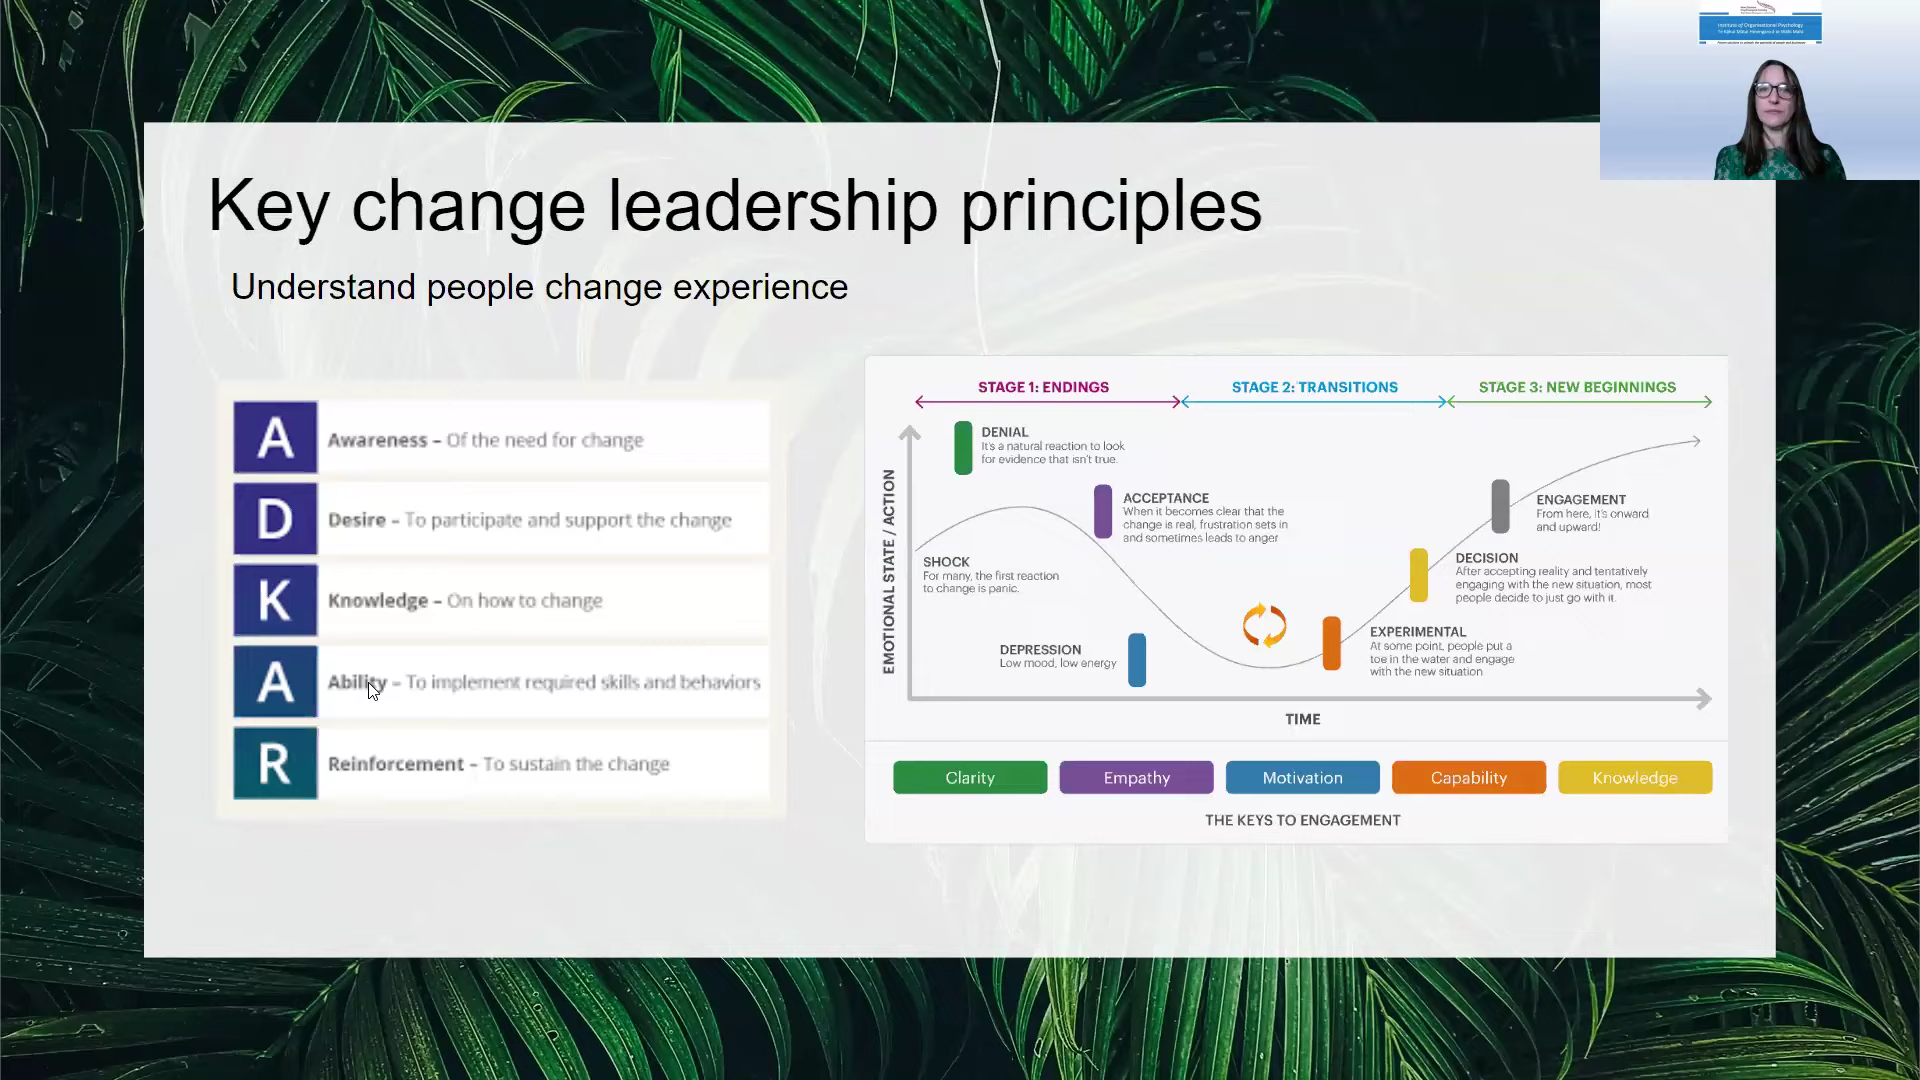 Institute of Organisational Psychology
Key change leadership principles
Understand people change experience
A
Awareness – Of the need for change
D
Desire – To participate and support the change
K
Knowledge – On how to change
A
Ability – To implement required skills and behaviors
R
Reinforcement – To sustain the change
STAGE 1: ENDINGS
STAGE 2: TRANSITIONS
STAGE 3: NEW BEGINNINGS
EMOTIONAL STATE / ACTION
DENIAL
It's a natural reaction to look
for evidence that isn't true.
ACCEPTANCE
When it becomes clear that the
change is real, frustration sets in
and sometimes leads to anger
SHOCK
For many, the first reaction
to change is panic.
DEPRESSION
Low mood, low energy
ENGAGEMENT
From here, it's onward
and upward!
DECISION
After accepting reality and tentatively
engaging with the new situation, most
people decide to just go with it.
EXPERIMENTAL
At some point, people put a
toe in the water and engage
with the new situation
TIME
Clarity
Empathy
Motivation
Capability
Knowledge
THE KEYS TO ENGAGEMENT